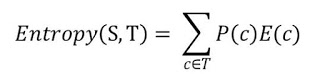 Entropy(S,T) = ∑ c∈T P(c)E(c)